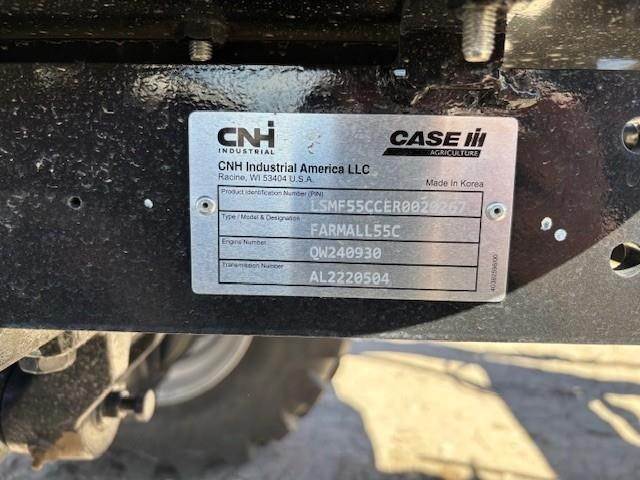 CNH
INDUSTRIAL
CASE IH
AGRICULTURE
CNH Industrial America LLC
Racine, WI 53404 U.S.A.
Made In Korea
Product Identification Number (PIN)
LSMF55CCER0020267
Type / Model & Designation
FARMALL55C
Engine Number
QW240930
Transmission Number
AL2220504